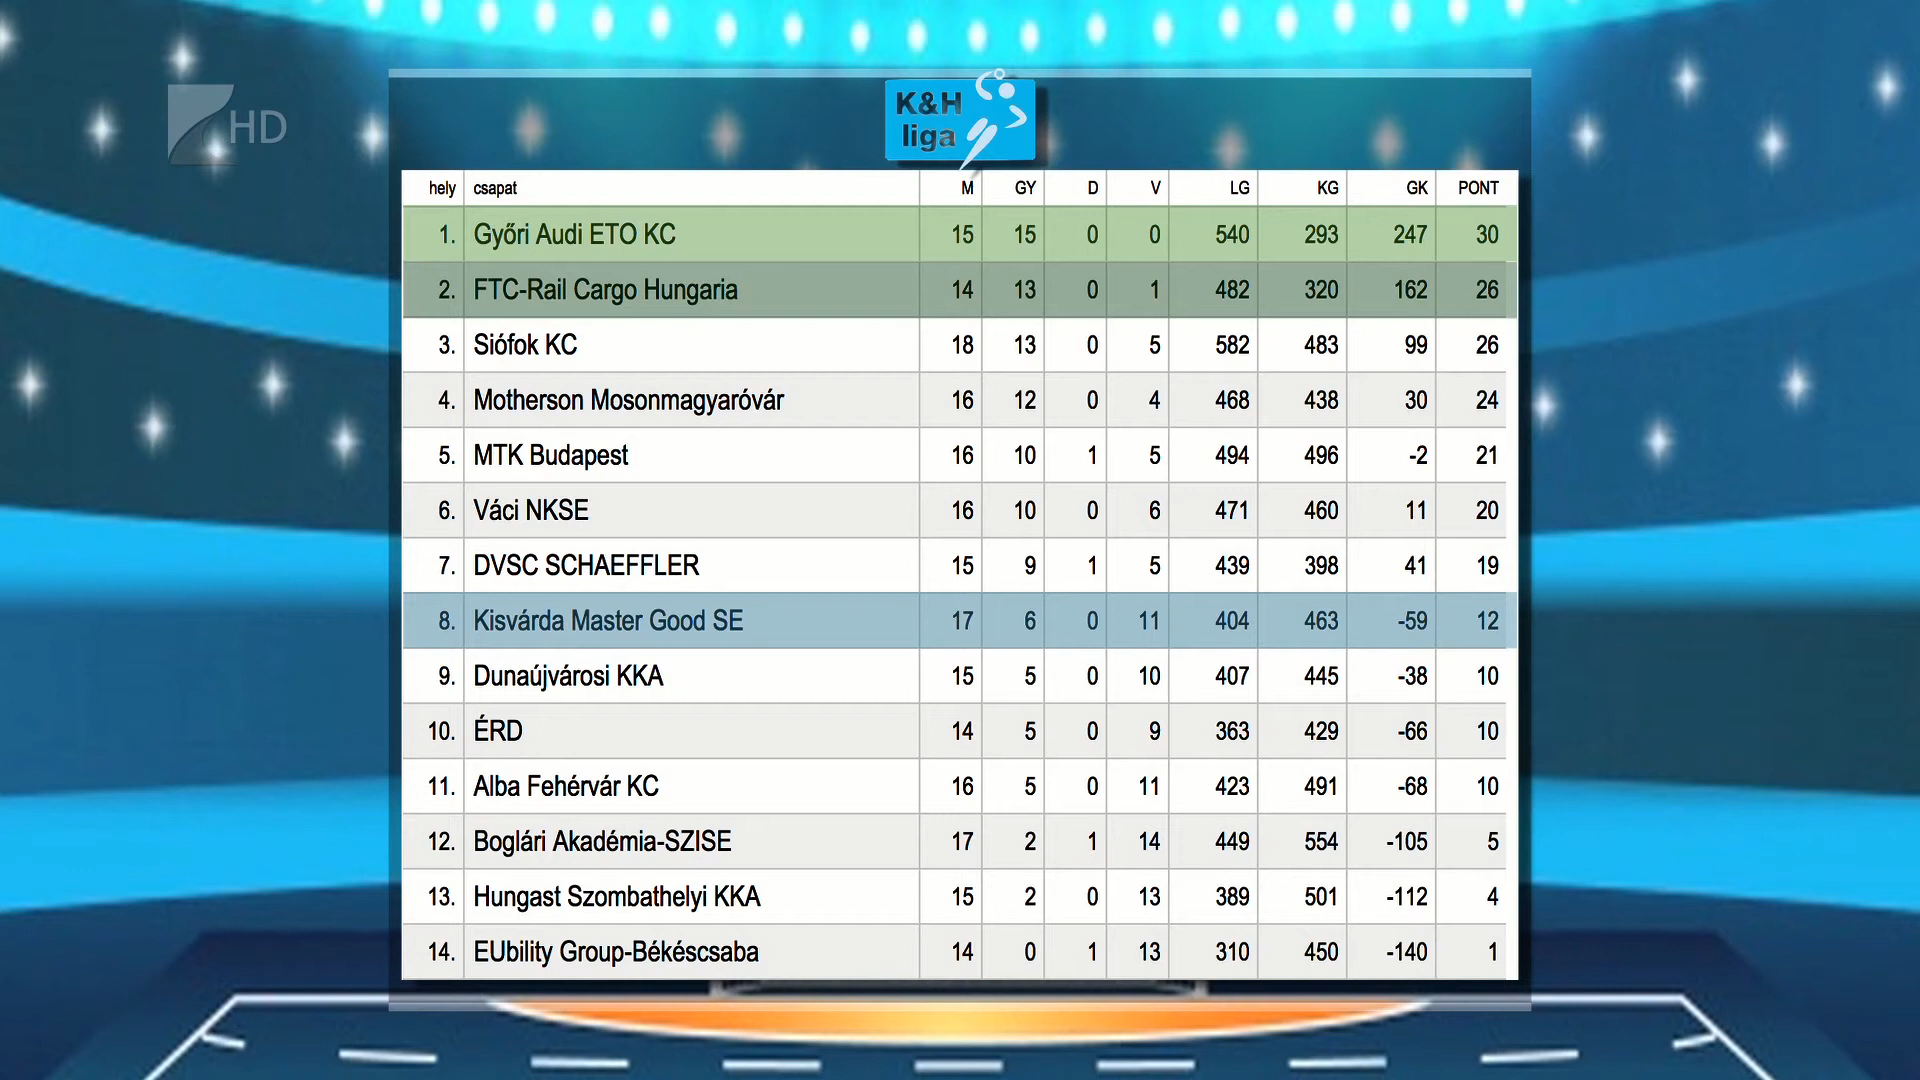 HD
K&H
liga
hely csapat M GY D V LG KG GK PONT
1. Győri Audi ETO KC 15 15 0 0 540 293 247 30
2. FTC-Rail Cargo Hungaria 14 13 0 1 482 320 162 26
3. Siófok KC 18 13 0 5 582 483 99 26
4. Motherson Mosonmagyaróvár 16 12 0 4 468 438 30 24
5. MTK Budapest 16 10 1 5 494 496 -2 21
6. Váci NKSE 16 10 0 6 471 460 11 20
7. DVSC SCHAEFFLER 15 9 1 5 439 398 41 19
8. Kisvárda Master Good SE 17 6 0 11 404 463 -59 12
9. Dunaújvárosi KKA 15 5 0 10 407 445 -38 10
10. ÉRD 14 5 0 9 363 429 -66 10
11. Alba Fehérvár KC 16 5 0 11 423 491 -68 10
12. Boglári Akadémia-SZISE 17 2 1 14 449 554 -105 5
13. Hungast Szombathelyi KKA 15 2 0 13 389 501 -112 4
14. EUbility Group-Békéscsaba 14 0 1 13 310 450 -140 1